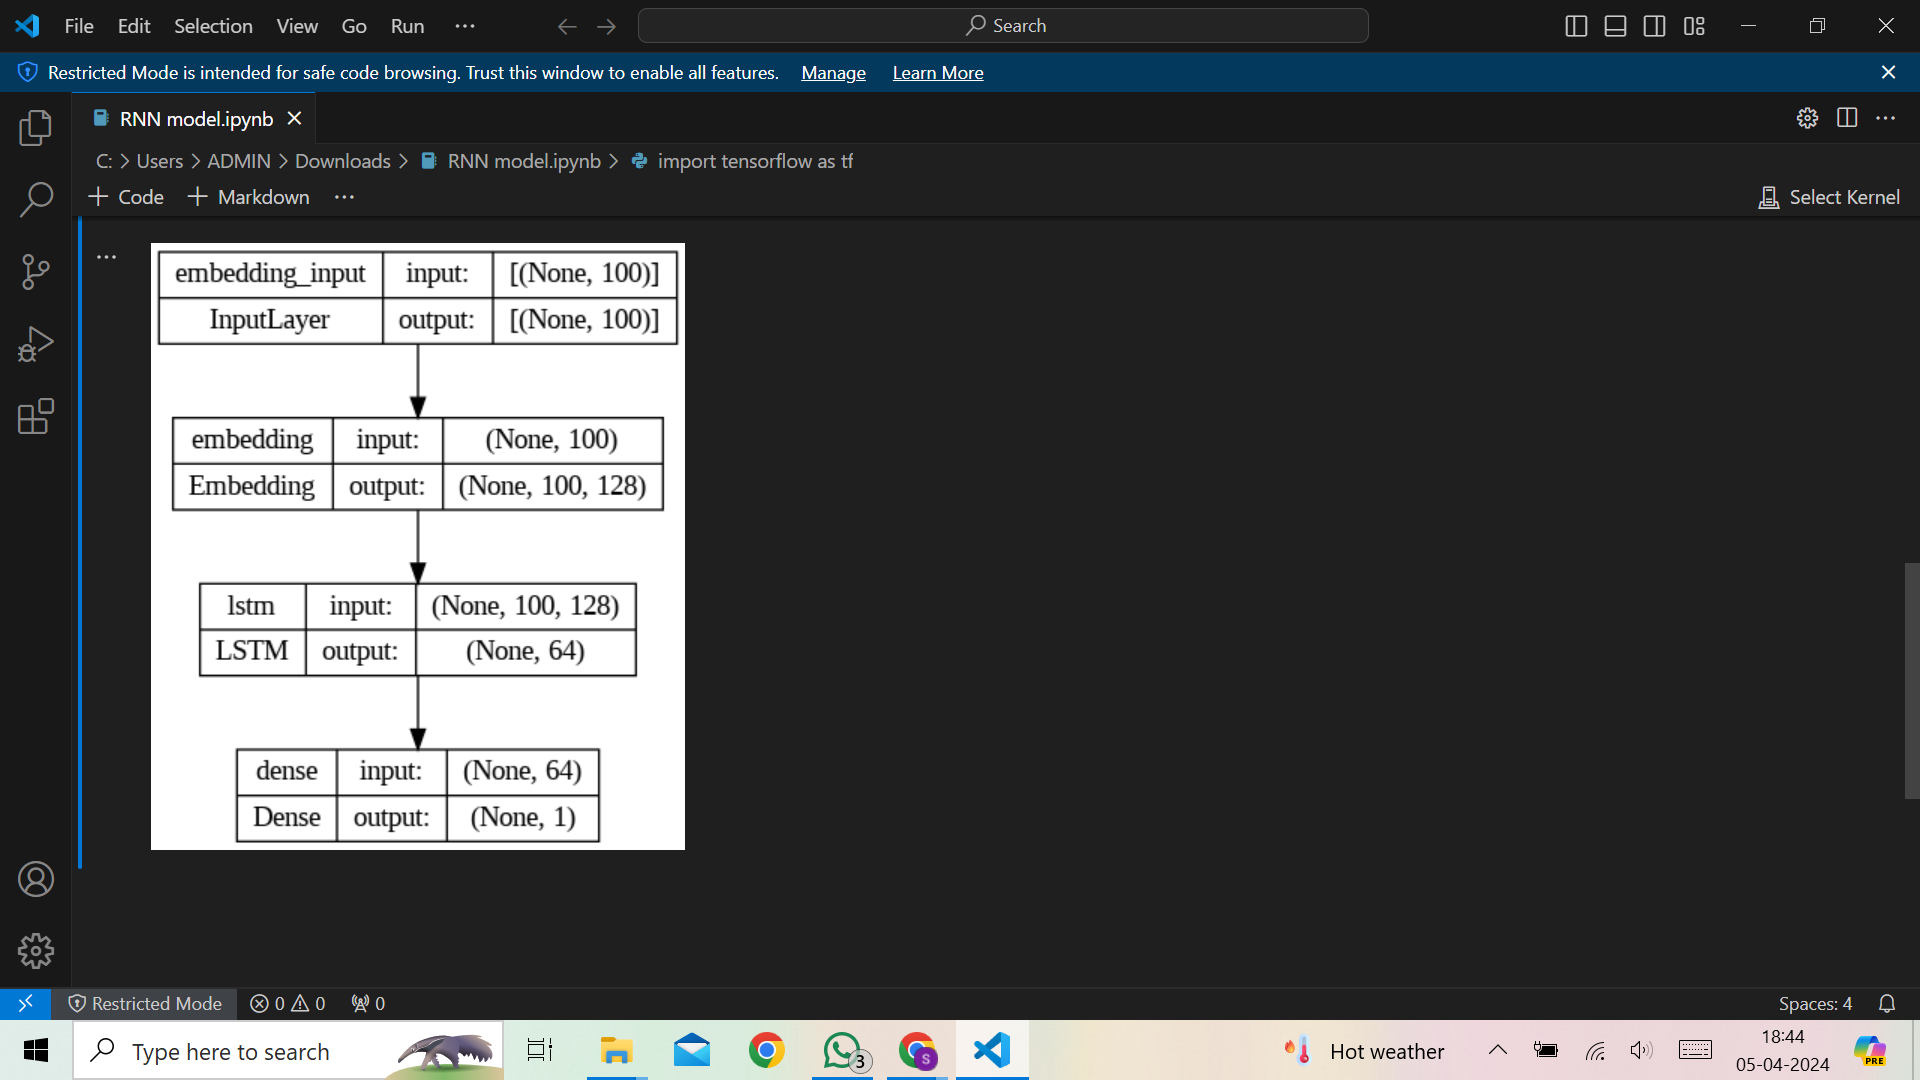 File Edit Selection View Go Run ... Search
Restricted Mode is intended for safe code browsing. Trust this window to enable all features. Manage Learn More
RNN model.ipynb
C: > Users > ADMIN > Downloads > RNN model.ipynb > import tensorflow as tf
+ Code + Markdown ... Select Kernel
embedding_input input: [(None, 100)]
InputLayer output: [(None, 100)]
embedding input: (None, 100)
Embedding output: (None, 100, 128)
lstm input: (None, 100, 128)
LSTM output: (None, 64)
dense input: (None, 64)
Dense output: (None, 1)
Restricted Mode 0 0 0 Spaces: 4
Type here to search 3 S Hot weather 18:44
05-04-2024 PRE